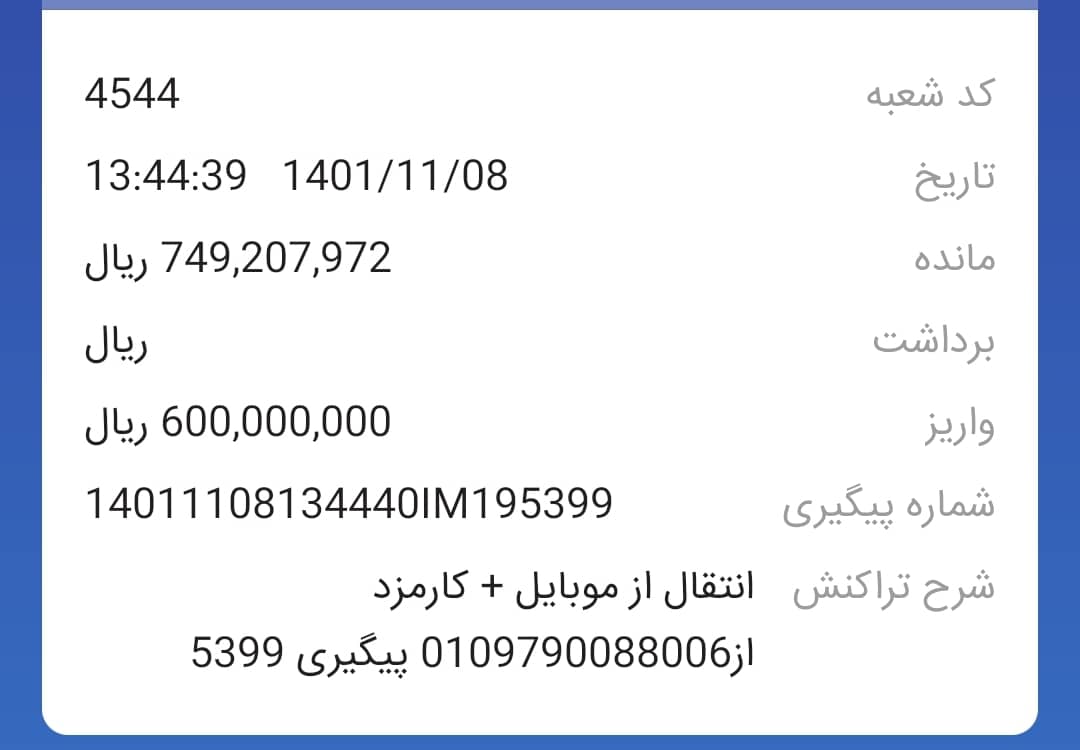 کد شعبه 4544
تاریخ 1401/11/08 13:44:39
مانده 749,207,972 ریال
برداشت ریال
واریز 600,000,000 ریال
شماره پیگیری 14011108134440IM195399
شرح تراکنش انتقال از موبایل + کارمزد
از0109790088006 پیگیری 5399